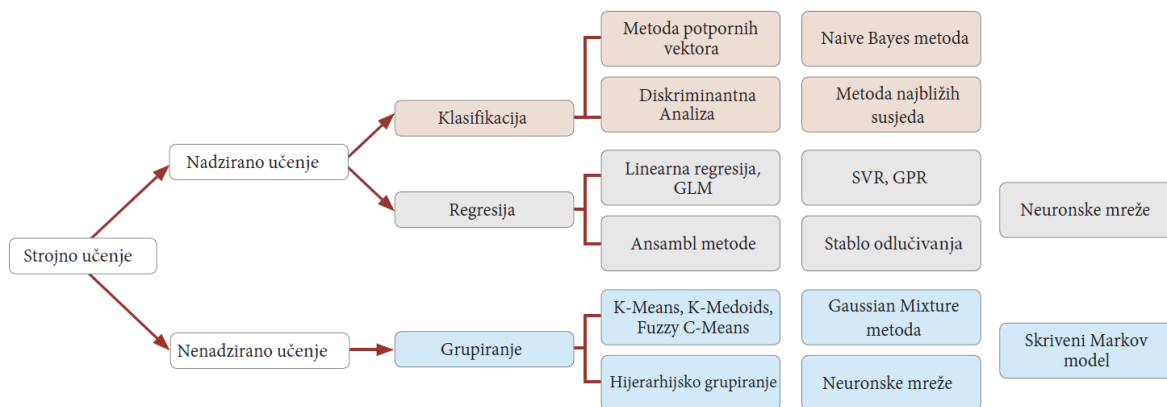 Strojno učenje
Nadzirano učenje
Nenadzirano učenje
Klasifikacija
Regresija
Grupiranje
Metoda potpornih
vektora
Naive Bayes metoda
Diskriminantna
Analiza
Metoda najbližih
susjeda
Linearna regresija,
GLM
SVR, GPR
Ansambl metode
Stablo odlučivanja
Neuronske mreže
K-Means, K-Medoids,
Fuzzy C-Means
Gaussian Mixture
metoda
Hijerarhijsko grupiranje
Neuronske mreže
Skriveni Markov
model